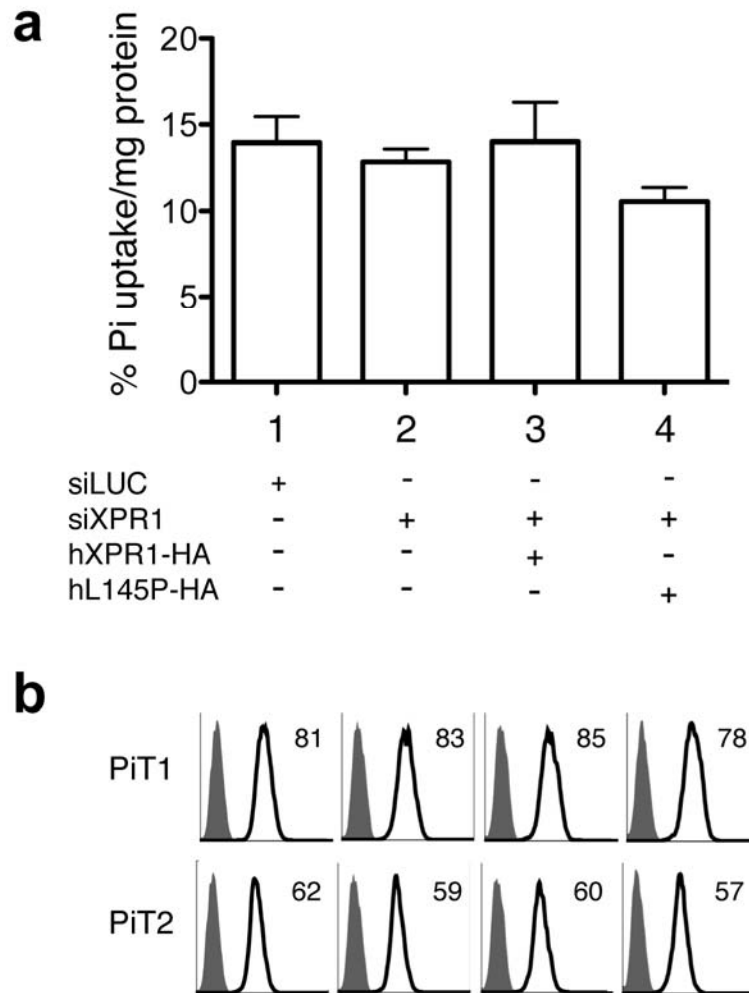 a
% Pi uptake/mg protein
20
15
10
5
0
1 2 3 4
siLUC + - - -
siXPR1 - + + +
hXPR1-HA - - + -
hL145P-HA - - - +
b
PiT1 81 83 85 78
PiT2 62 59 60 57